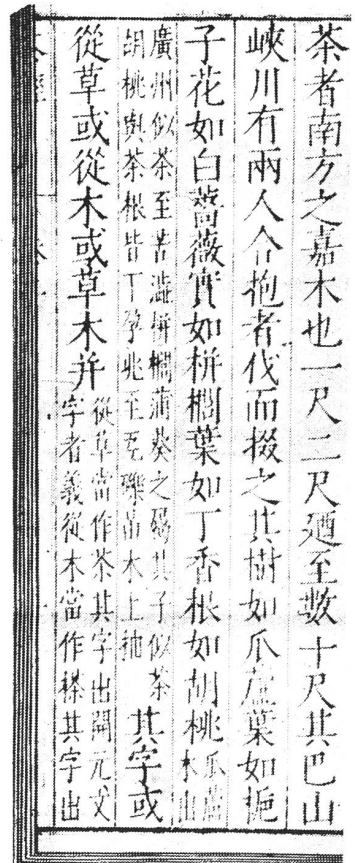 茶者南方之嘉木也一尺二尺廼至數十尺其巴山
峽川有兩人合抱者伐而掇之其樹如瓜蘆葉如梔
子花如白薔薇實如栟櫚葉如丁香根如胡桃瓜蘆木出
廣州似茶至苦澁栟櫚蒲葵之屬其子似茶
胡桃與茶根皆下孕兆至瓦礫苗木上抽其字或
從草或從木或草木并從草當作茶其字出開元文
字者義從木當作𣘻其字出